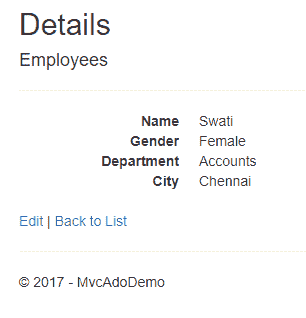 Details
Employees
Name Swati
Gender Female
Department Accounts
City Chennai
Edit | Back to List
© 2017 - MvcAdoDemo